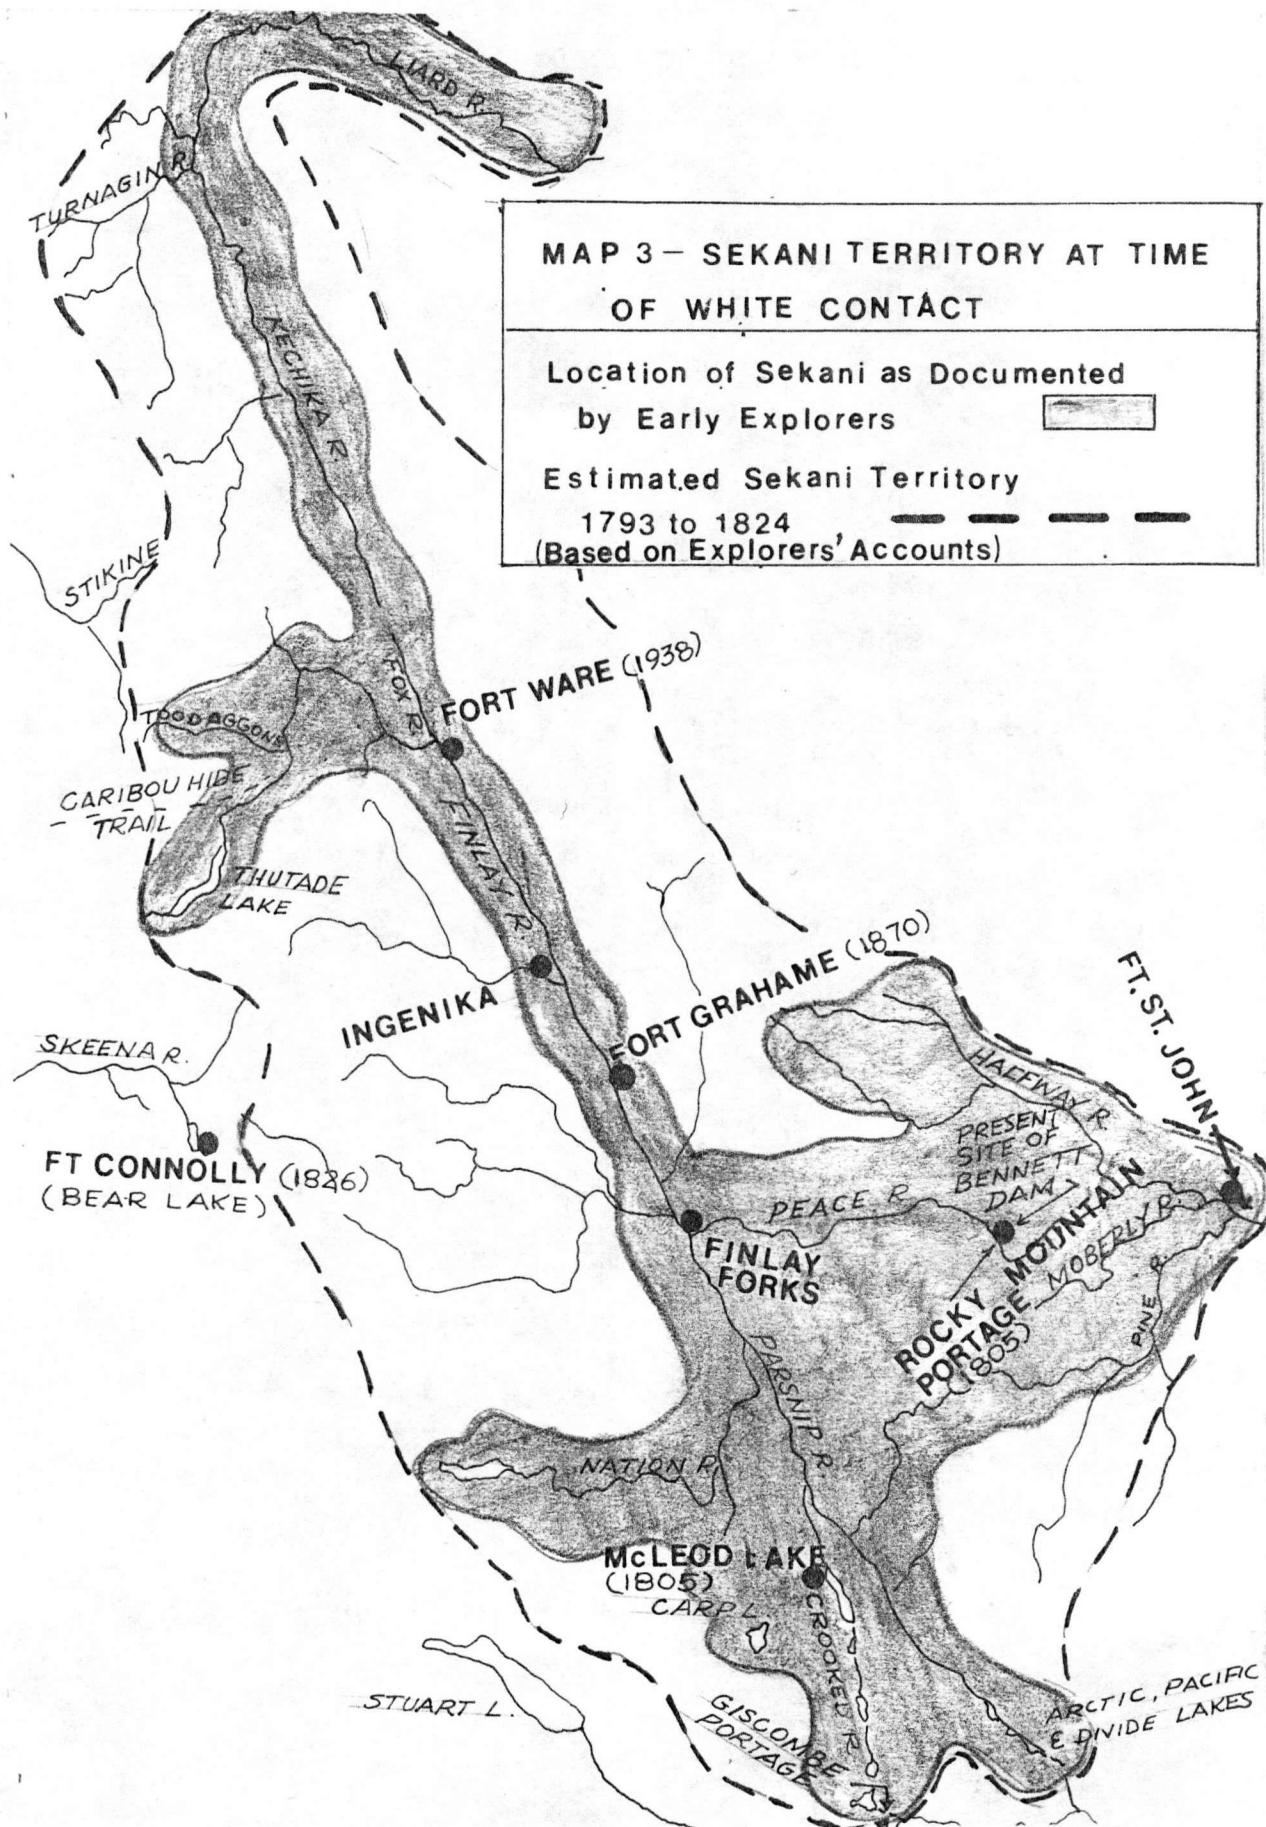 LIARD R.
TURNAGIN R.
MAP 3 – SEKANI TERRITORY AT TIME
OF WHITE CONTACT
Location of Sekani as Documented
by Early Explorers
Estimated Sekani Territory
1793 to 1824
(Based on Explorers' Accounts)
KECHIKA R.
STIKINE
FOX R.
FORT WARE (1938)
TOODAGGONE
CARIBOU HIDE
TRAIL
FINLAY R.
THUTADE
LAKE
INGENIKA
FORT GRAHAME (1870)
FT. ST. JOHN
SKEENA R.
HALFWAY R.
PRESENT
SITE OF
BENNETT
DAM
FT CONNOLLY (1826)
(BEAR LAKE)
PEACE R
FINLAY
FORKS
ROCKY MOUNTAIN
PORTAGE
(1805)
MOBERLY R.
PINE R.
PARSNIP R.
NATION R.
McLEOD LAKE
(1805)
CARP L.
CROOKED R.
STUART L.
GISCOMBE
PORTAGE
ARCTIC, PACIFIC
& DIVIDE LAKES